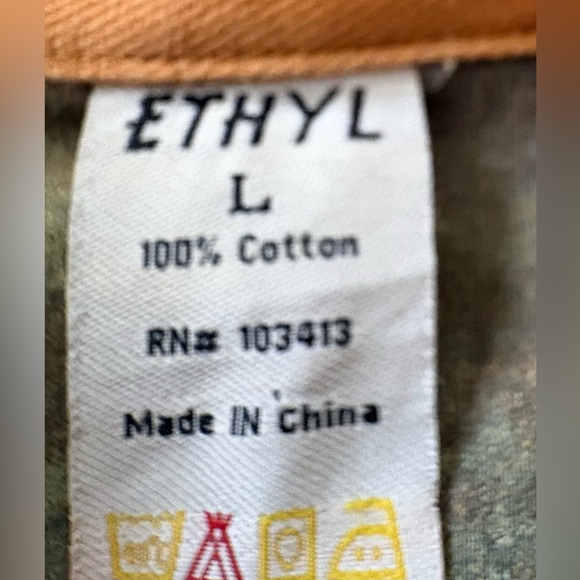 ETHYL
L
100% Cotton
RN# 103413
Made IN China